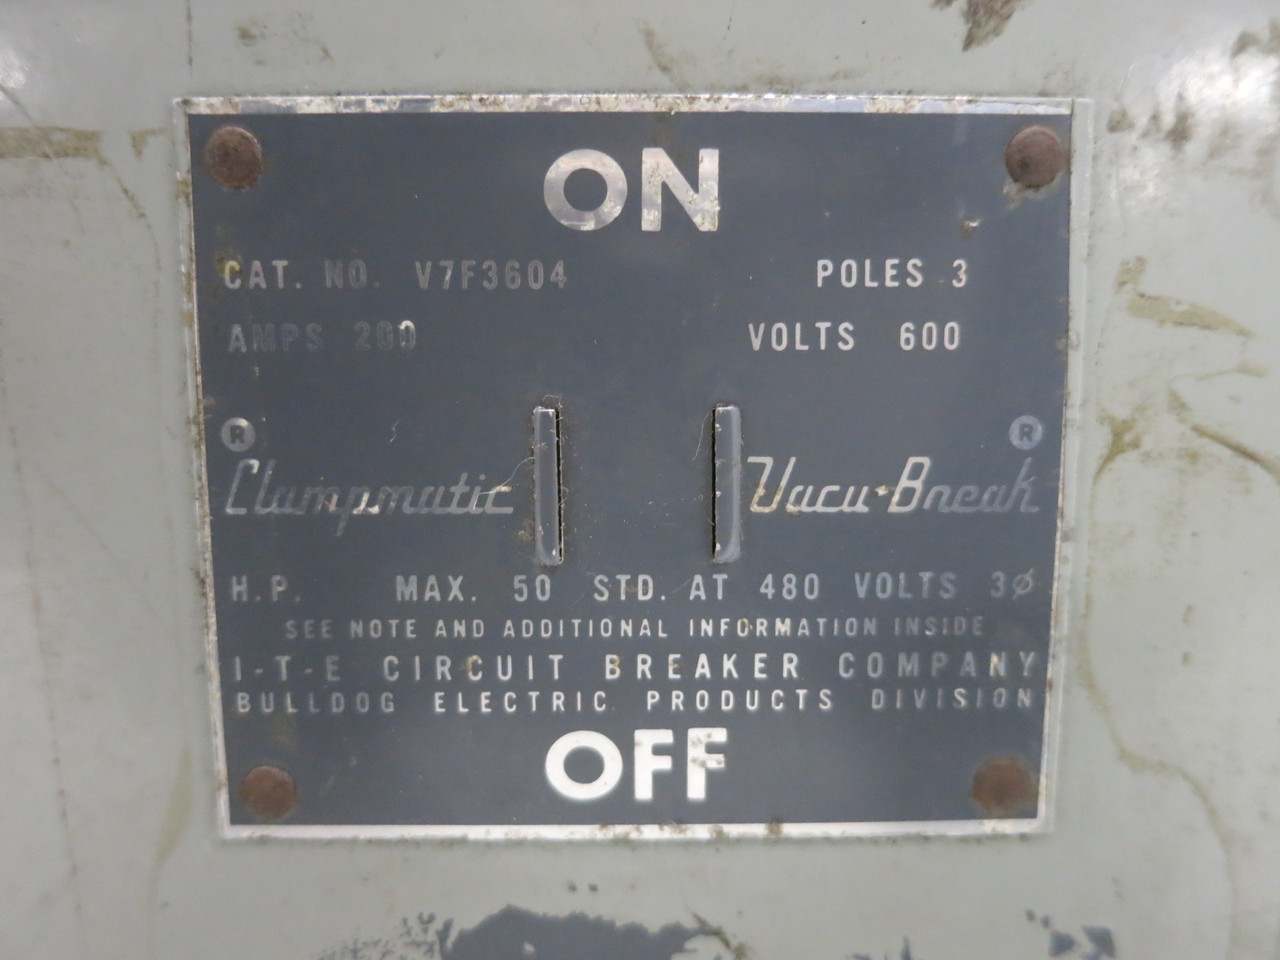 ON
CAT. NO. V7F3604 POLES 3
AMPS 200 VOLTS 600
® ®
Clampmatic Vacu-Break
H.P. MAX. 50 STD. AT 480 VOLTS 3ø
SEE NOTE AND ADDITIONAL INFORMATION INSIDE
I-T-E CIRCUIT BREAKER COMPANY
BULLDOG ELECTRIC PRODUCTS DIVISION
OFF